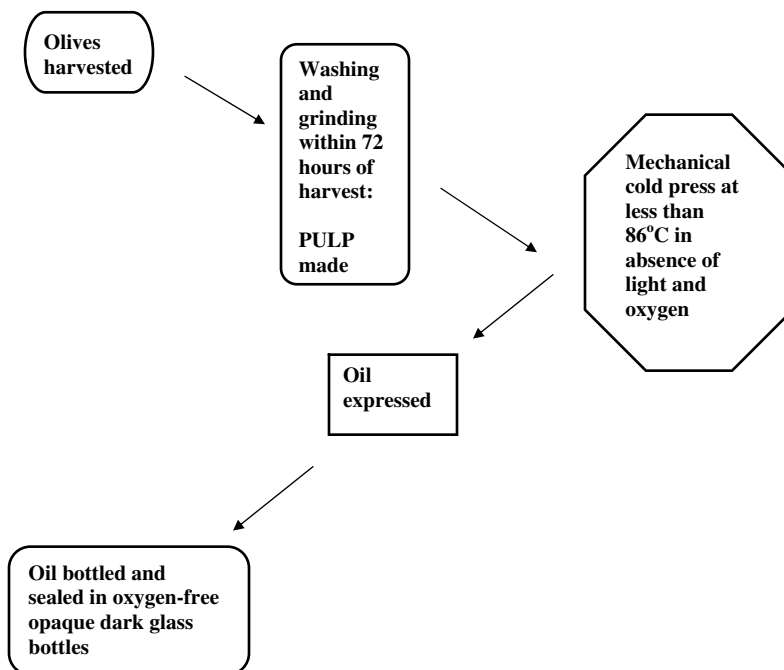 Olives
harvested
Washing
and
grinding
within 72
hours of
harvest:
PULP
made
Mechanical
cold press at
less than
86°C in
absence of
light and
oxygen
Oil
expressed
Oil bottled and
sealed in oxygen-free
opaque dark glass
bottles